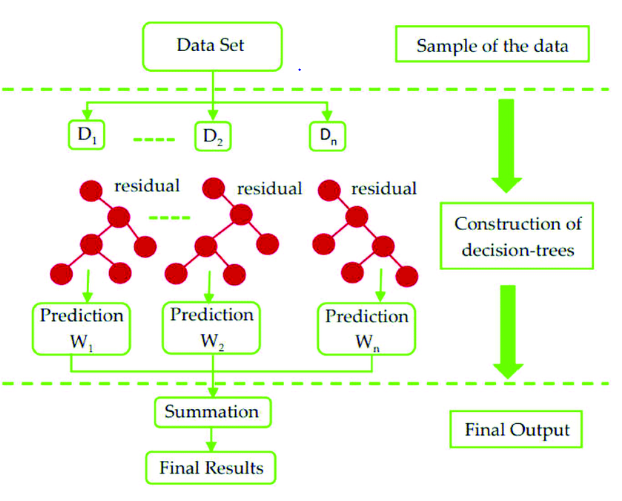 Data Set
Sample of the data
D1
D2
Dn
residual
residual
residual
Construction of
decision-trees
Prediction
W1
Prediction
W2
Prediction
Wn
Summation
Final Output
Final Results